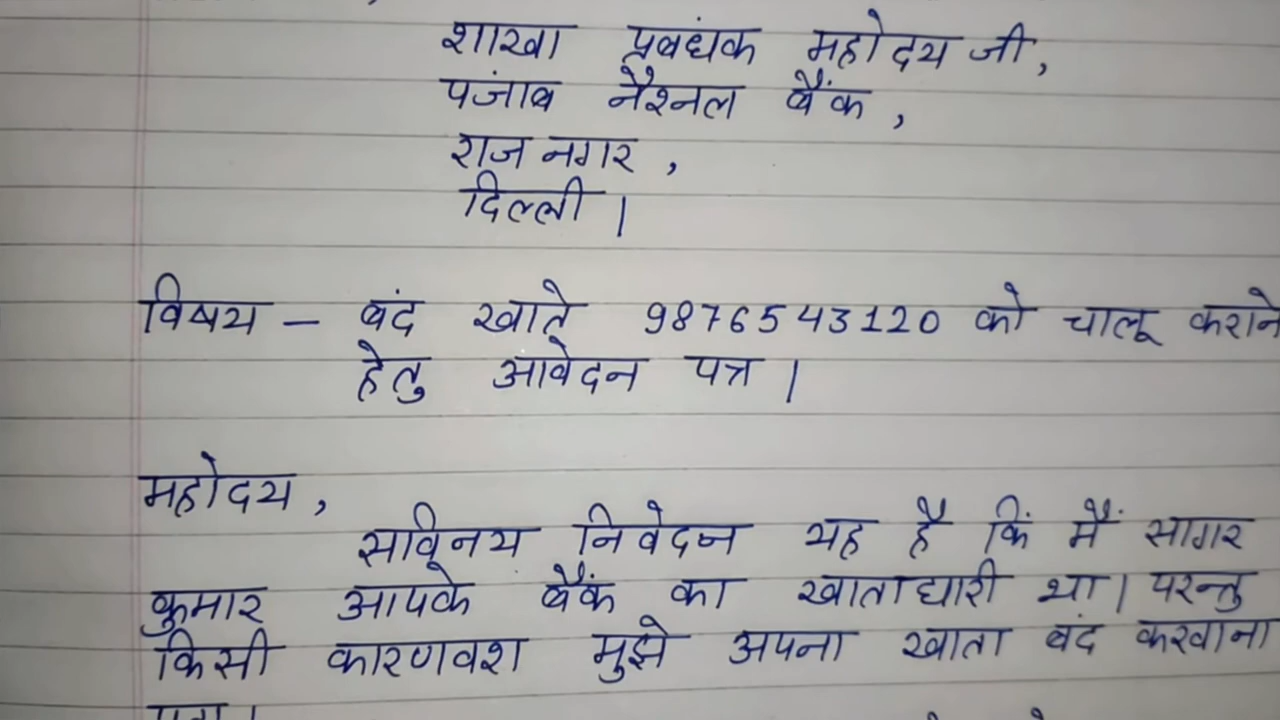 शाखा प्रबंधक महोदय जी,
पंजाब नैश्नल बैंक,
राज नगर,
दिल्ली।
विषय – बंद खाते 9876543120 को चालू कराने
हेतु आवेदन पत्र।
महोदय,
सविनय निवेदन यह है कि मैं सागर
कुमार आपके बैंक का खाताधारी था। परन्तु
किसी कारणवश मुझे अपना खाता बंद करवाना